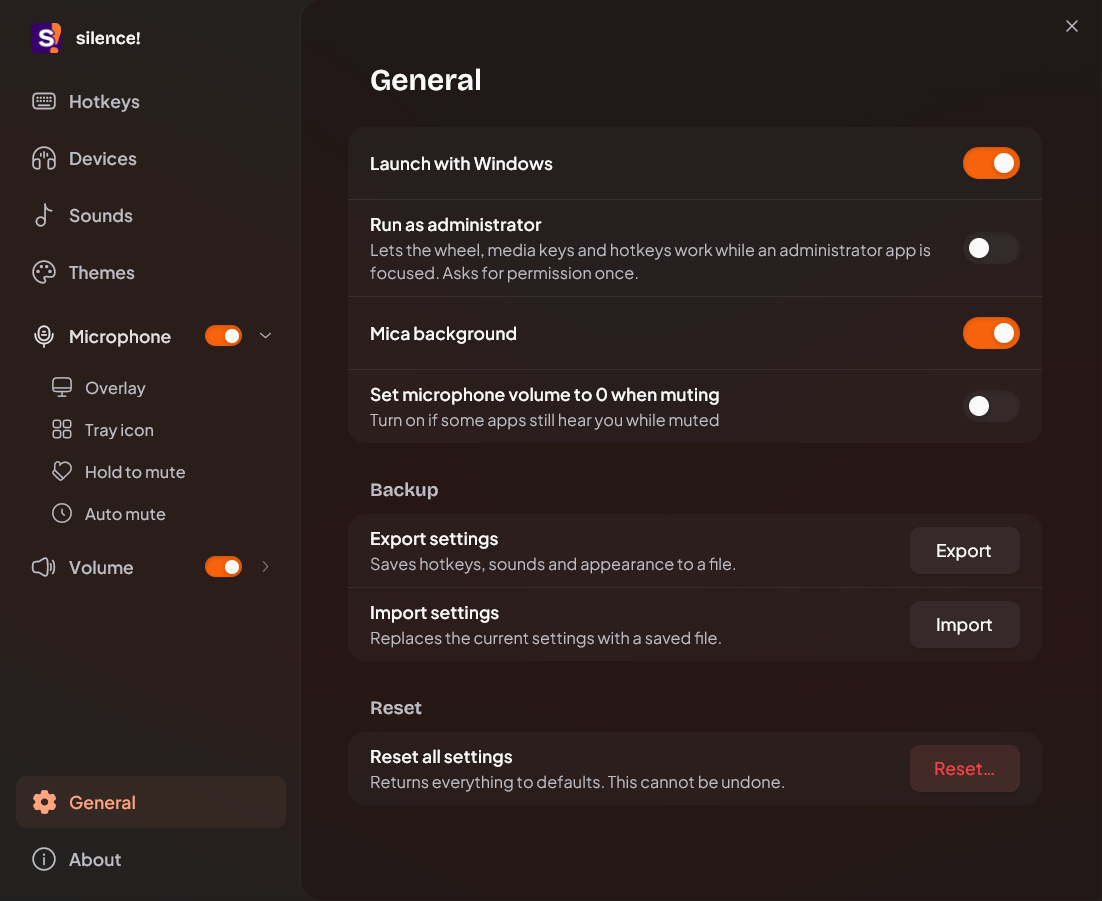 silence!
Hotkeys
Devices
Sounds
Themes
Microphone
Overlay
Tray icon
Hold to mute
Auto mute
Volume
General
About
General
Launch with Windows
Run as administrator
Lets the wheel, media keys and hotkeys work while an administrator app is
focused. Asks for permission once.
Mica background
Set microphone volume to 0 when muting
Turn on if some apps still hear you while muted
Backup
Export settings
Saves hotkeys, sounds and appearance to a file.
Export
Import settings
Replaces the current settings with a saved file.
Import
Reset
Reset all settings
Returns everything to defaults. This cannot be undone.
Reset...